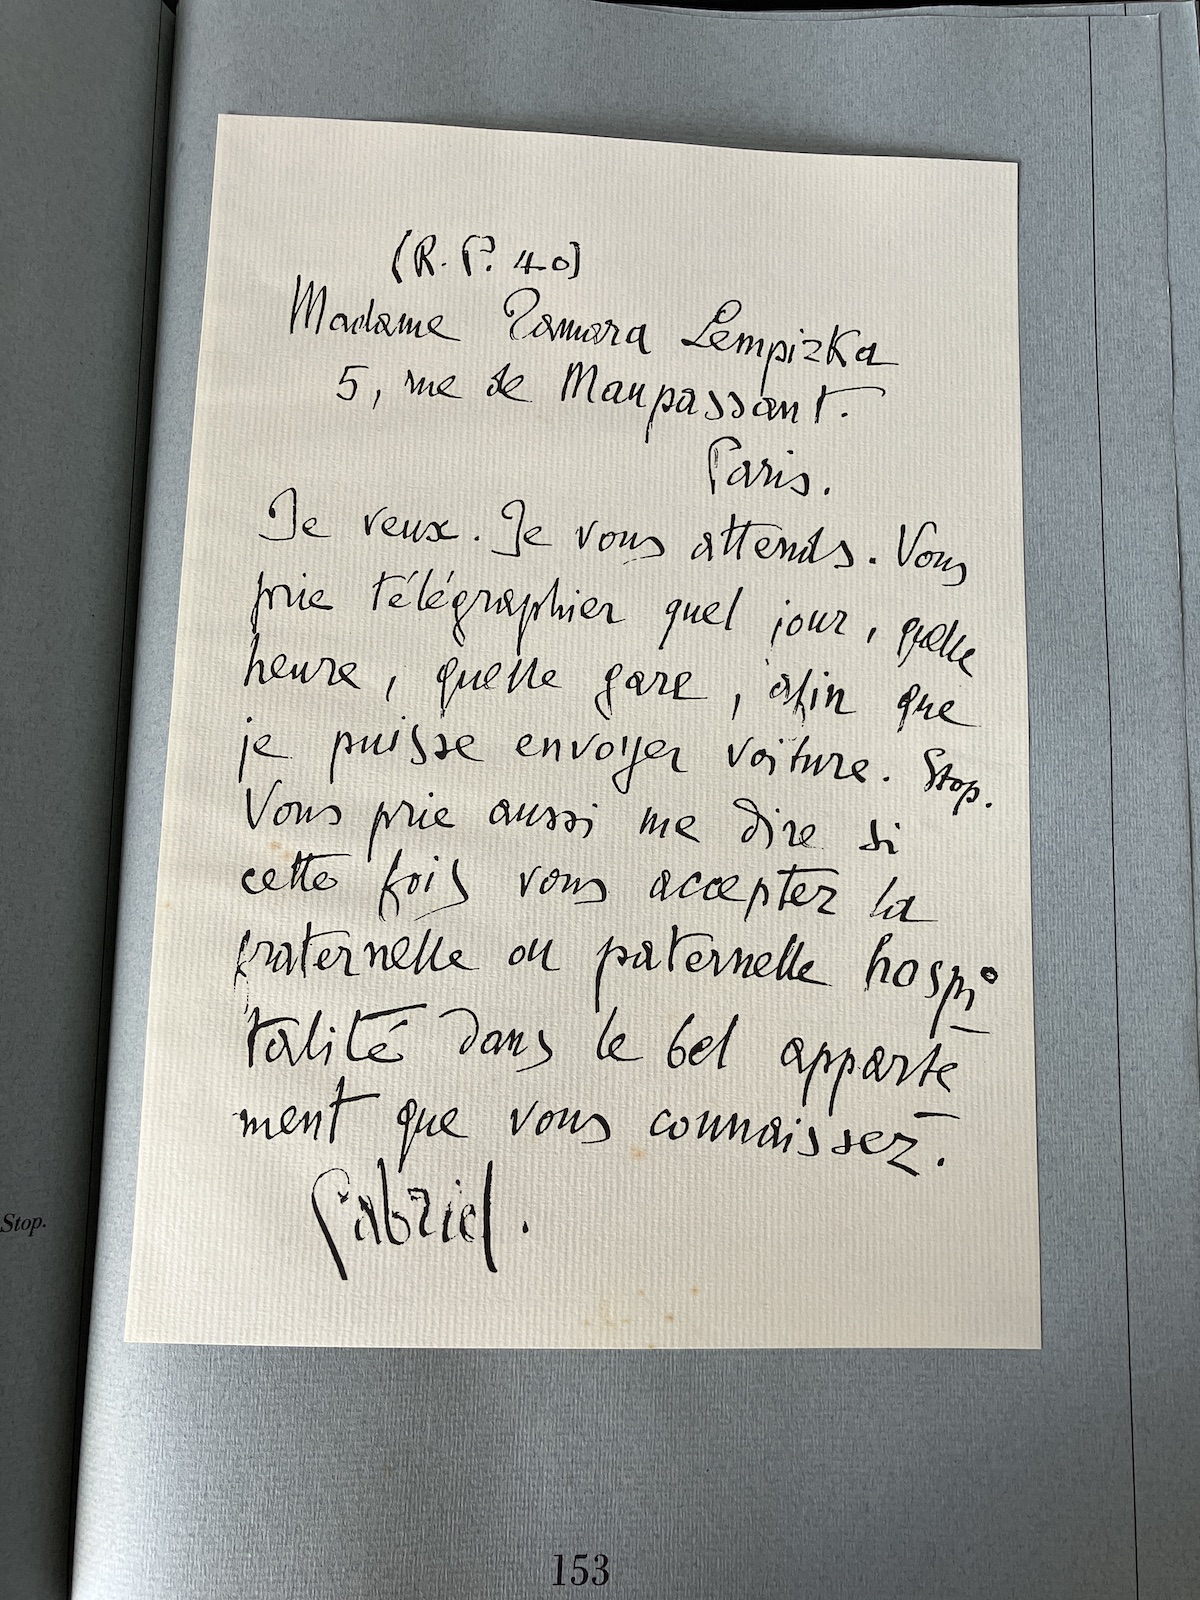 (R. P. 40)
Madame Tamara Lempizka
5, rue de Maupassant.
Paris.
Je veux. Je vous attends. Vous
prie télégraphier quel jour, quelle
heure, quelle gare, afin que
je puisse envoyer voiture. Stop.
Vous prie aussi me dire si
cette fois vous acceptez la
fraternelle ou paternelle hospi-
talité dans le bel apparte-
ment que vous connaissez.
Gabriel.
Stop.
153